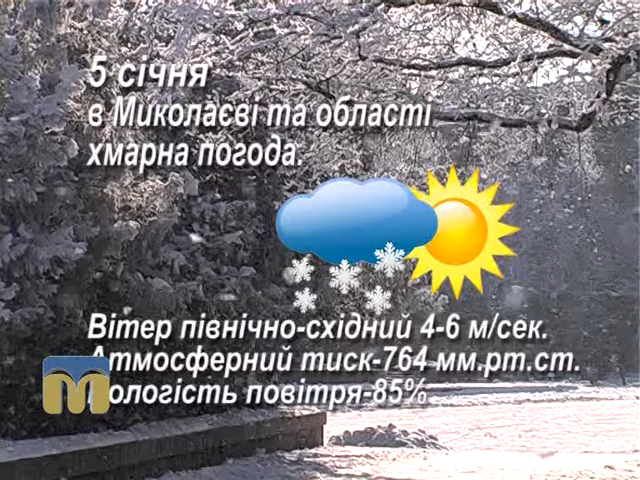 5 січня
в Миколаєві та області
хмарна погода.
Вітер північно-східний 4-6 м/сек.
Атмосферний тиск-764 мм.рт.ст.
Вологість повітря-85%